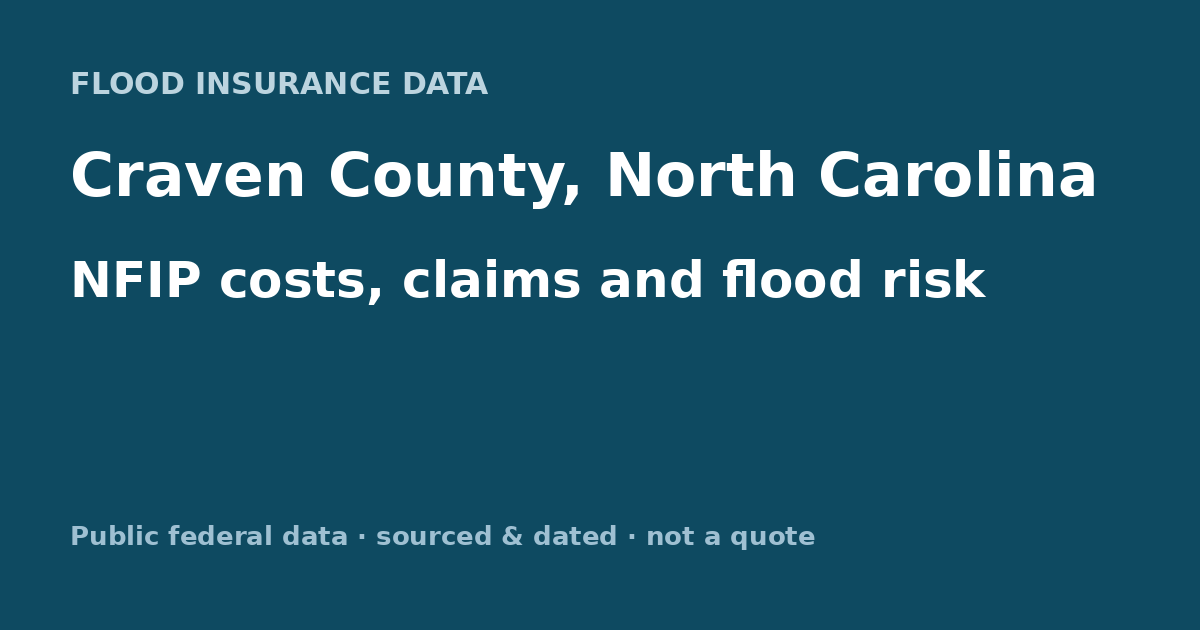 FLOOD INSURANCE DATA
Craven County, North Carolina
NFIP costs, claims and flood risk
Public federal data · sourced & dated · not a quote